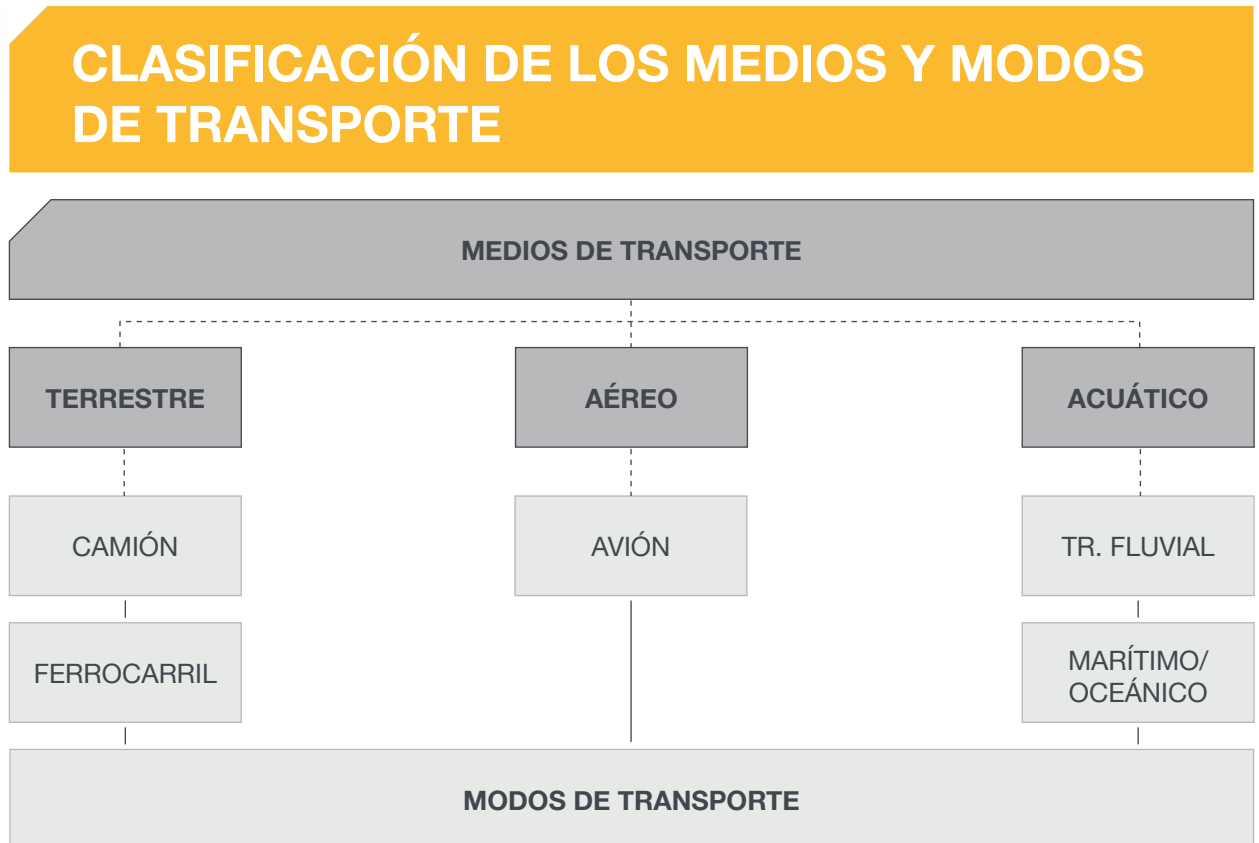 CLASIFICACIÓN DE LOS MEDIOS Y MODOS
DE TRANSPORTE
MEDIOS DE TRANSPORTE
TERRESTRE
AÉREO
ACUÁTICO
CAMIÓN
AVIÓN
TR. FLUVIAL
FERROCARRIL
MARÍTIMO/
OCEÁNICO
MODOS DE TRANSPORTE